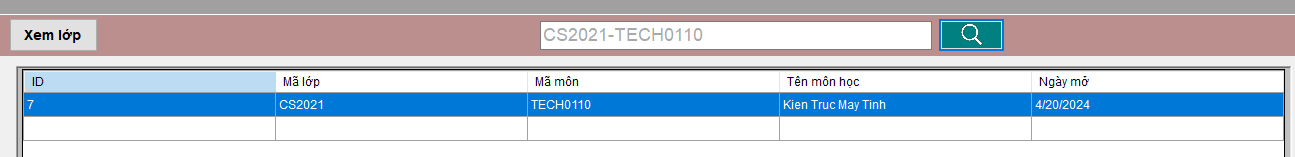 Xem lớp CS2021-TECH0110
ID Mã lớp Mã môn Tên môn học Ngày mở
7 CS2021 TECH0110 Kien Truc May Tinh 4/20/2024